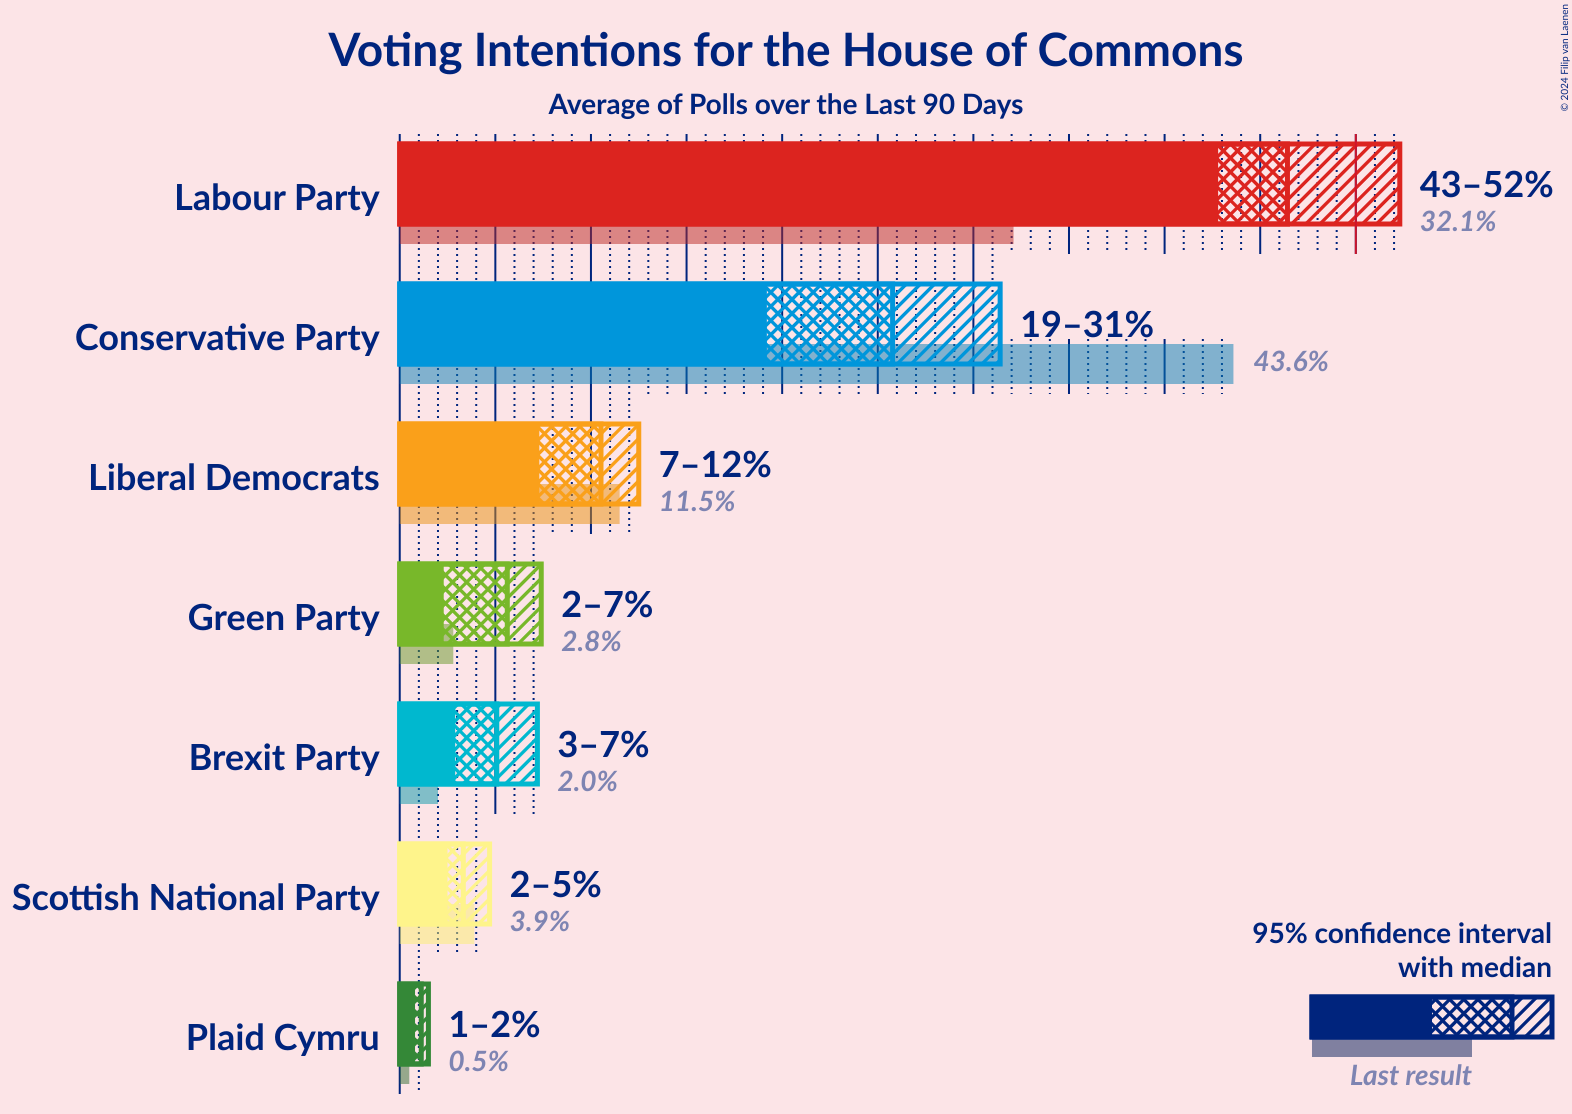 Voting Intentions for the House of Commons
Average of Polls over the Last 90 Days
© 2024 Filip van Laenen
Labour Party
43–52%
32.1%
Conservative Party
19–31%
43.6%
Liberal Democrats
7–12%
11.5%
Green Party
2–7%
2.8%
Brexit Party
3–7%
2.0%
Scottish National Party
2–5%
3.9%
Plaid Cymru
1–2%
0.5%
95% confidence interval
with median
Last result